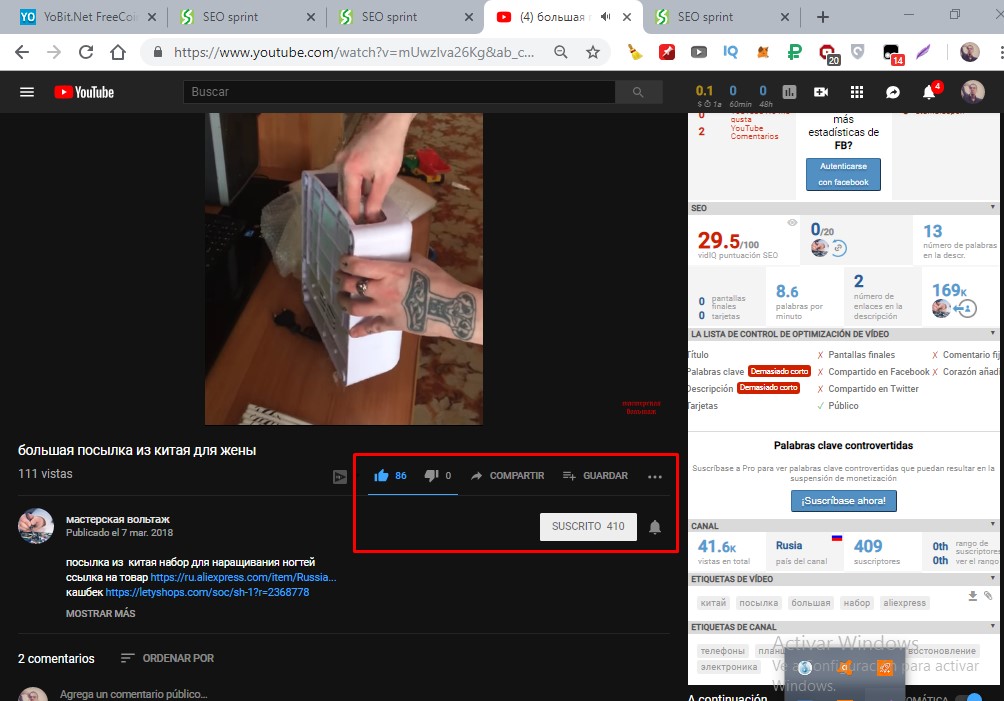 YoBit.Net FreeCoi
SEO sprint
SEO sprint
(4) большая п
SEO sprint
https://www.youtube.com/watch?v=mUwzIva26Kg&ab_c...
IQ
20
14
YouTube
Buscar
0.1 0 0
$ 1a 60min 48h
4
gusta
2 YouTube
Comentarios
más
estadísticas de
FB?
Autenticarse
con facebook
SEO
29.5/100
vidIQ puntuación SEO
0/20
13
número de palabras
en la descr.
0 pantallas
finales
0 tarjetas
8.6
palabras por
minuto
2
número de
enlaces en la
descripción
169K
LA LISTA DE CONTROL DE OPTIMIZACIÓN DE VÍDEO
Título
✗ Pantallas finales
✗ Comentario fij
Palabras clave Demasiado corto
✗ Compartido en Facebook
✗ Corazón añadi
Descripción Demasiado corto
✗ Compartido en Twitter
Tarjetas
✓ Público
Palabras clave controvertidas
Suscríbase a Pro para ver palabras clave controvertidas que puedan resultar en la
suspensión de monetización
¡Suscríbase ahora!
CANAL
41.6K
vistas en total
Rusia
país del canal
409
suscriptores
0th rango de
suscriptores
0th ver el rango
ETIQUETAS DE VÍDEO
китай посылка большая набор aliexpress
ETIQUETAS DE CANAL
телефоны
востоновление
электроника
Activar Windows
para activar
Windows.
A continuación
мастерская
Вольтаж
большая посылка из китая для жены
111 vistas
86
0
COMPARTIR
GUARDAR
SUSCRITO 410
мастерская вольтаж
Publicado el 7 mar. 2018
посылка из китая набор для наращивания ногтей
ссылка на товар https://ru.aliexpress.com/item/Russia...
кашбек https://letyshops.com/soc/sh-1?r=2368778
MOSTRAR MÁS
2 comentarios
ORDENAR POR
Agrega un comentario público...